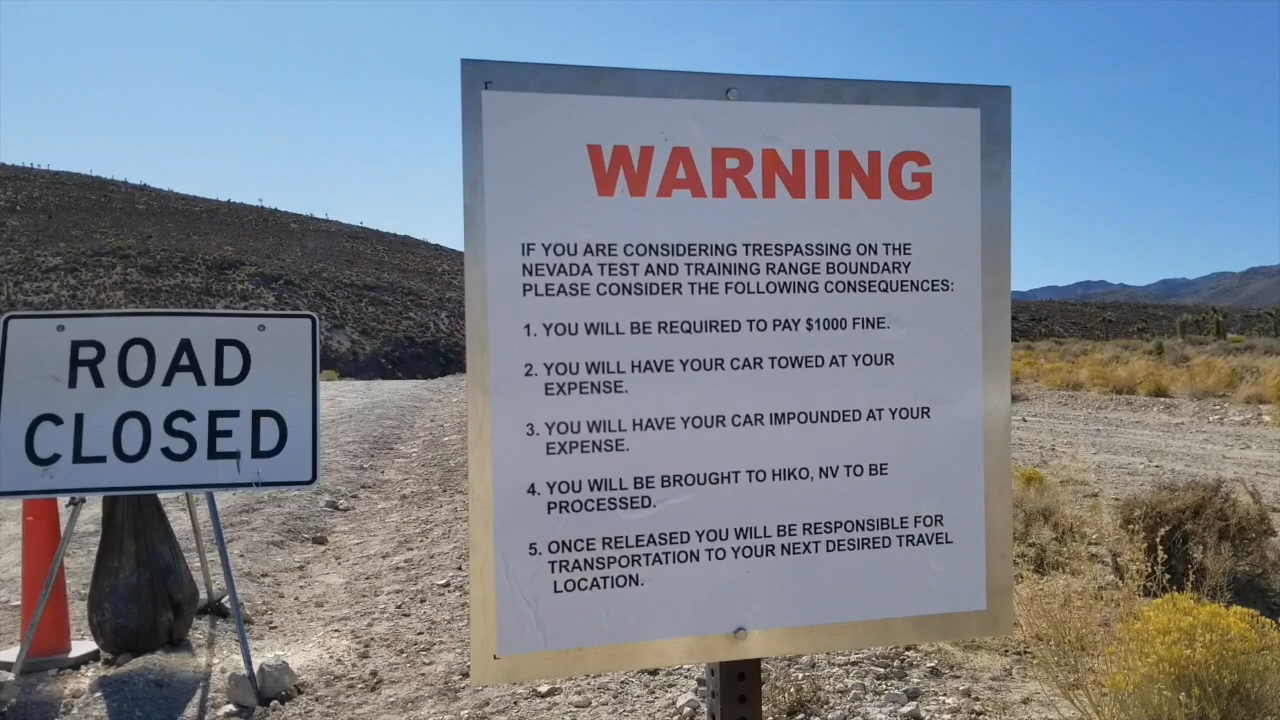 ROAD
CLOSED
WARNING
IF YOU ARE CONSIDERING TRESPASSING ON THE
NEVADA TEST AND TRAINING RANGE BOUNDARY
PLEASE CONSIDER THE FOLLOWING CONSEQUENCES:
1. YOU WILL BE REQUIRED TO PAY $1000 FINE.
2. YOU WILL HAVE YOUR CAR TOWED AT YOUR
EXPENSE.
3. YOU WILL HAVE YOUR CAR IMPOUNDED AT YOUR
EXPENSE.
4. YOU WILL BE BROUGHT TO HIKO, NV TO BE
PROCESSED.
5. ONCE RELEASED YOU WILL BE RESPONSIBLE FOR
TRANSPORTATION TO YOUR NEXT DESIRED TRAVEL
LOCATION.